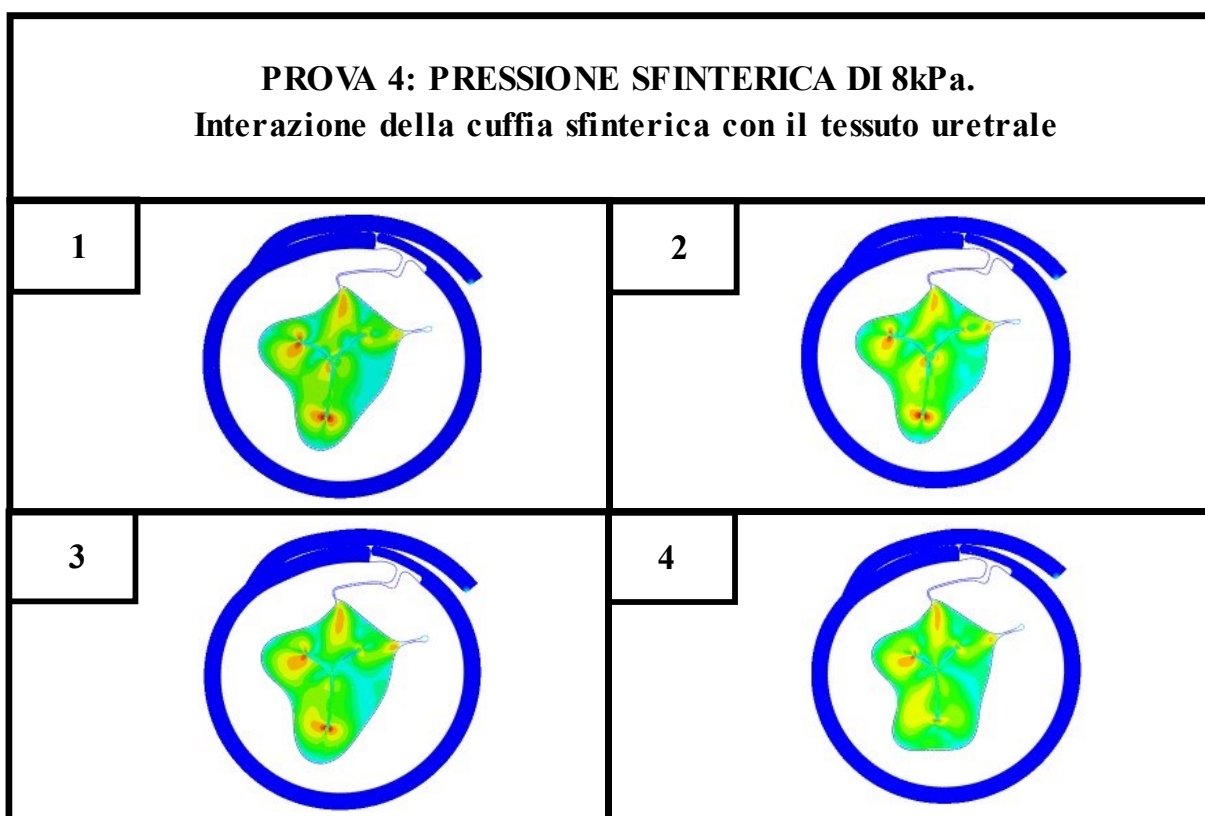 PROVA 4: PRESSIONE SFINTERICA DI 8kPa.
Interazione della cuffia sfinterica con il tessuto uretrale
1
2
3
4